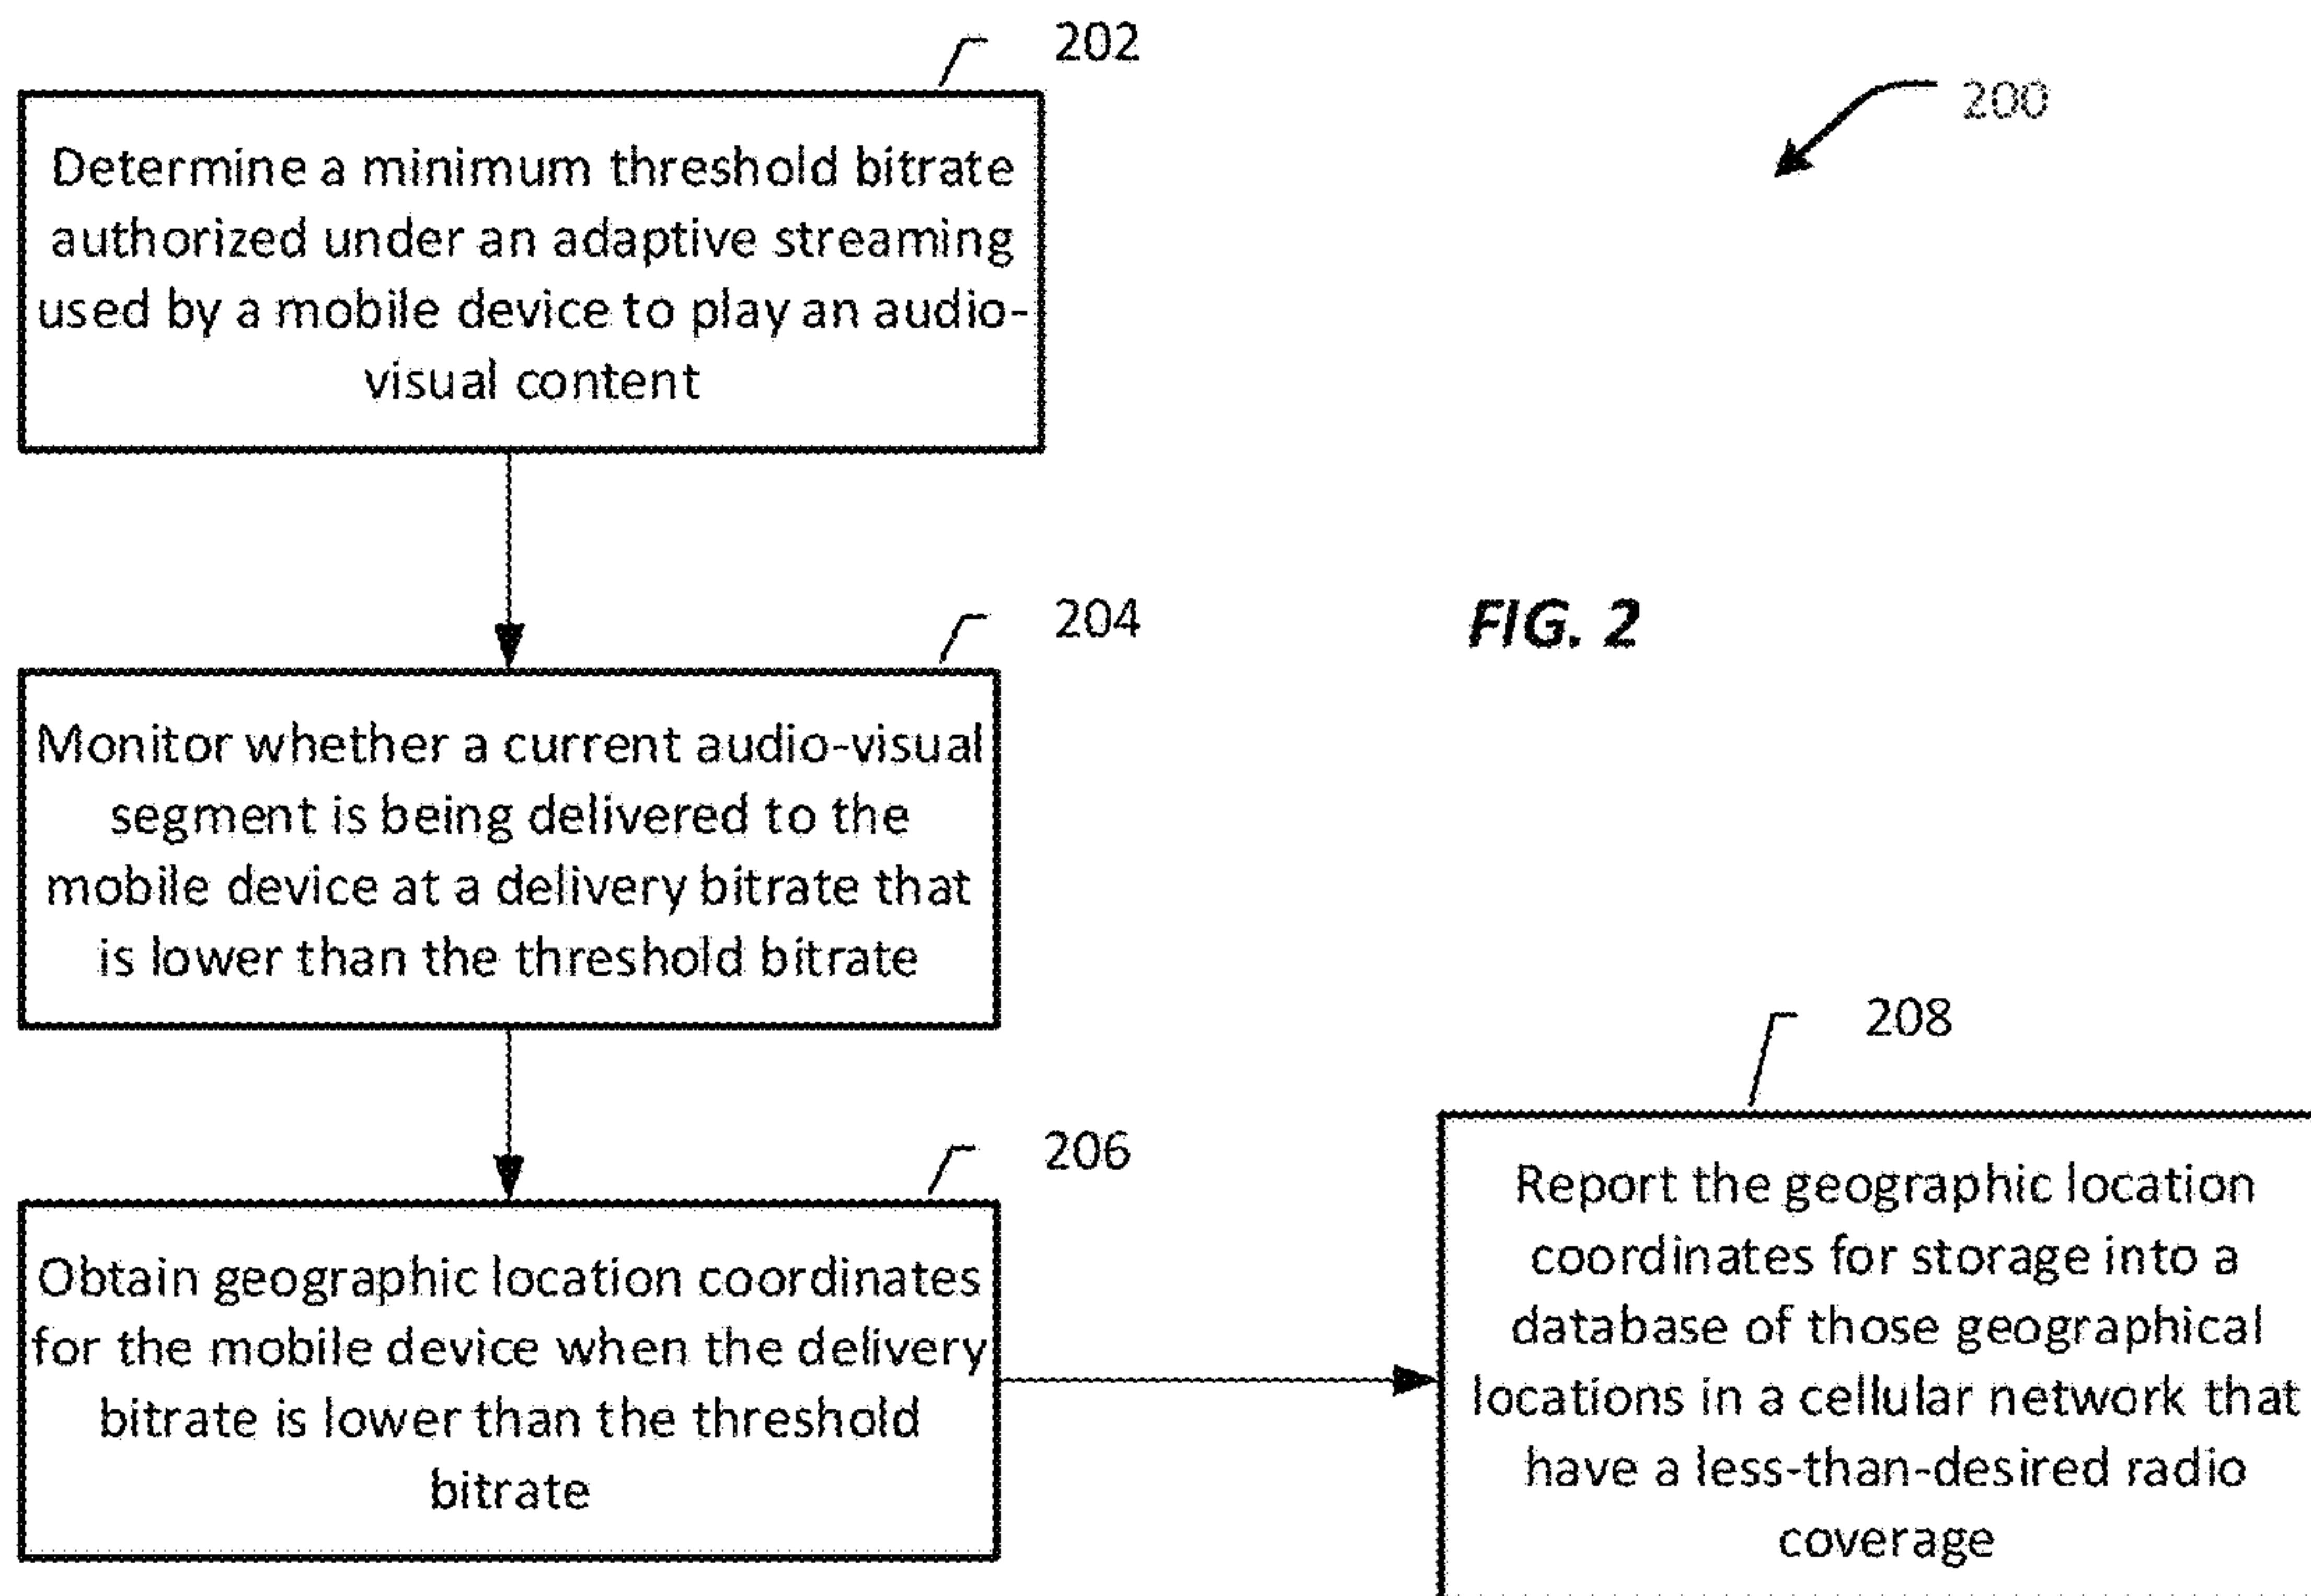 202
200
Determine a minimum threshold bitrate
authorized under an adaptive streaming
used by a mobile device to play an audio-
visual content
204
FIG. 2
Monitor whether a current audio-visual
segment is being delivered to the
mobile device at a delivery bitrate that
is lower than the threshold bitrate
206
Obtain geographic location coordinates
for the mobile device when the delivery
bitrate is lower than the threshold
bitrate
208
Report the geographic location
coordinates for storage into a
database of those geographical
locations in a cellular network that
have a less-than-desired radio
coverage